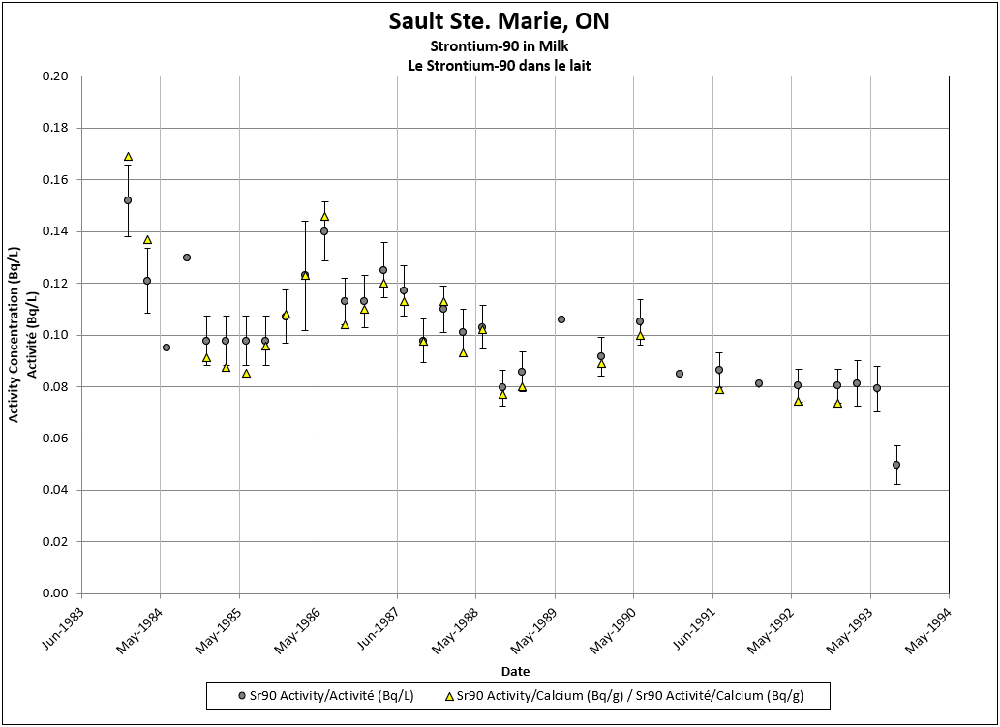 Sault Ste. Marie, ON
Strontium-90 in Milk
Le Strontium-90 dans le lait
Activity Concentration (Bq/L)
Activité (Bq/L)
0.20
0.18
0.16
0.14
0.12
0.10
0.08
0.06
0.04
0.02
0.00
Jun-1983
May-1984
May-1985
May-1986
Jun-1987
May-1988
May-1989
May-1990
Jun-1991
May-1992
May-1993
May-1994
Date
Sr90 Activity/Activité (Bq/L)
Sr90 Activity/Calcium (Bq/g) / Sr90 Activité/Calcium (Bq/g)